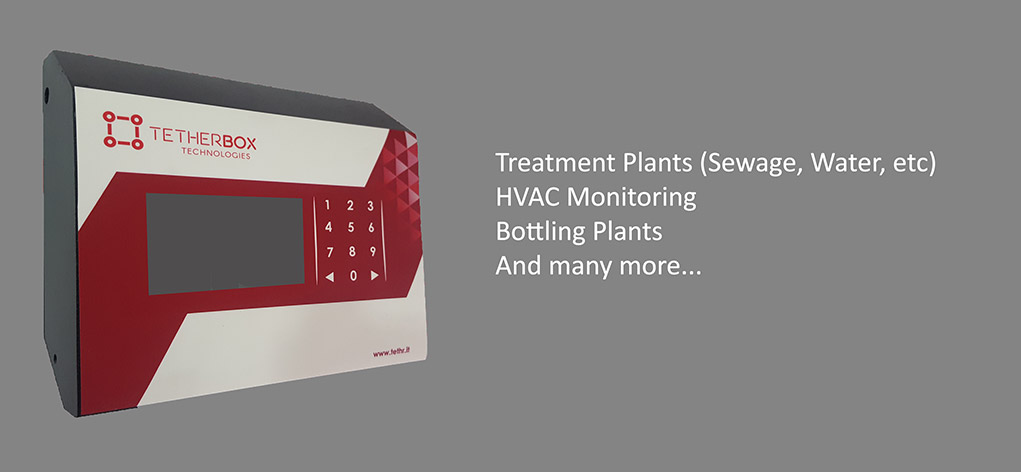 TETHERBOX
TECHNOLOGIES
1 2 3
4 5 6
7 8 9
◀ 0 ▶
www.tethr.it
Treatment Plants (Sewage, Water, etc)
HVAC Monitoring
Bottling Plants
And many more...